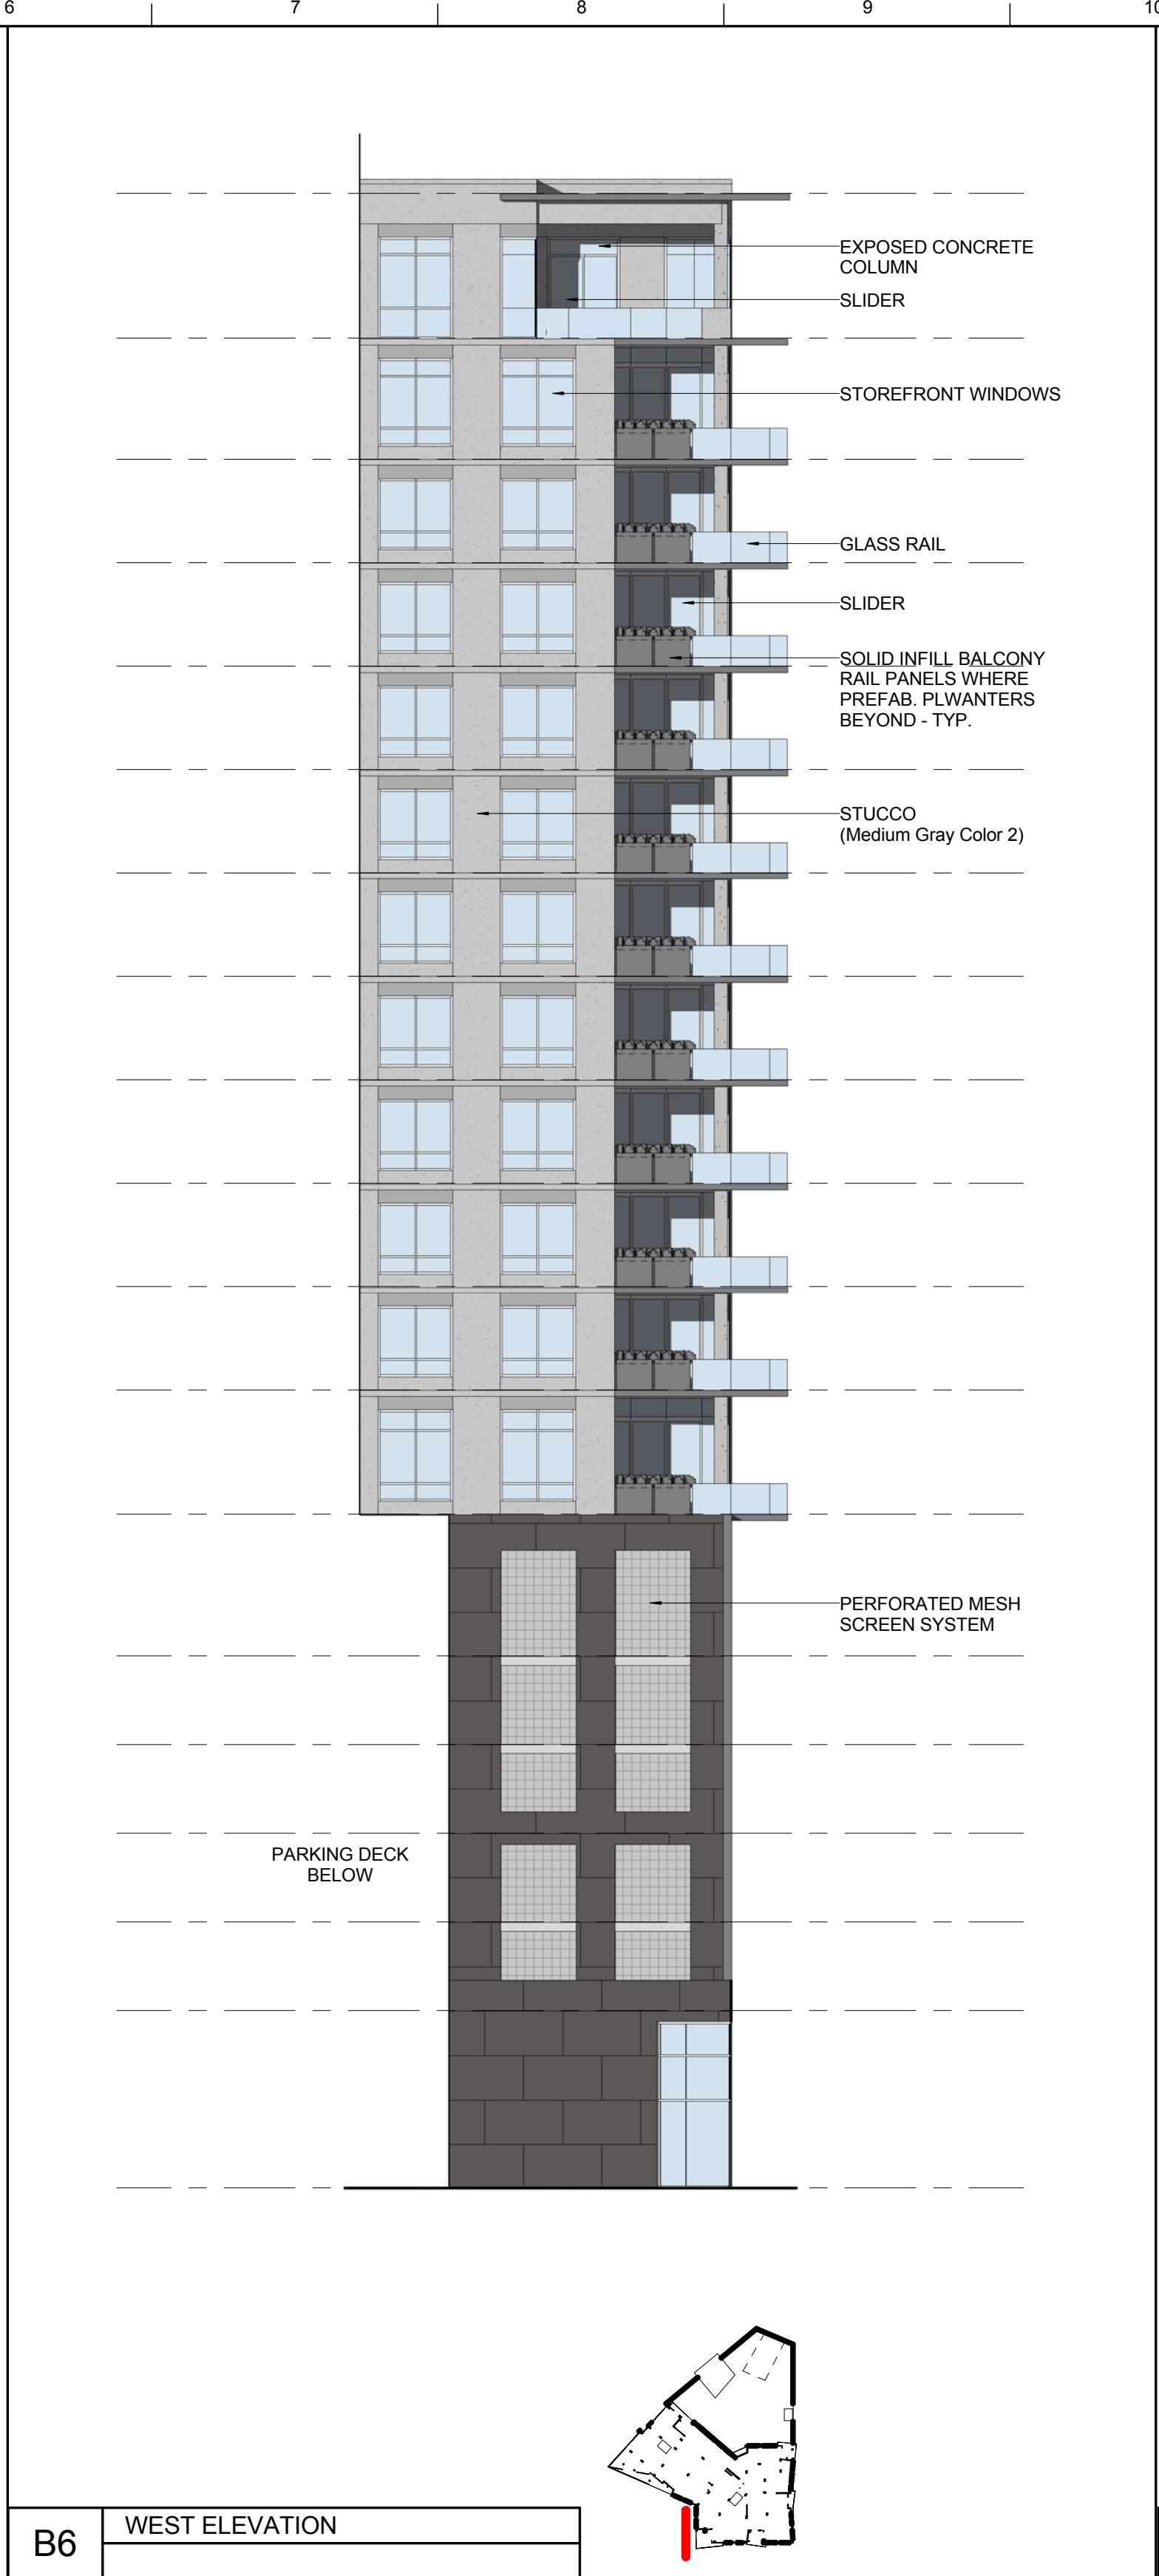 6
7
8
9
10
EXPOSED CONCRETE
COLUMN
SLIDER
STOREFRONT WINDOWS
GLASS RAIL
SLIDER
SOLID INFILL BALCONY
RAIL PANELS WHERE
PREFAB. PLWANTERS
BEYOND - TYP.
STUCCO
(Medium Gray Color 2)
PERFORATED MESH
SCREEN SYSTEM
PARKING DECK
BELOW
B6
WEST ELEVATION